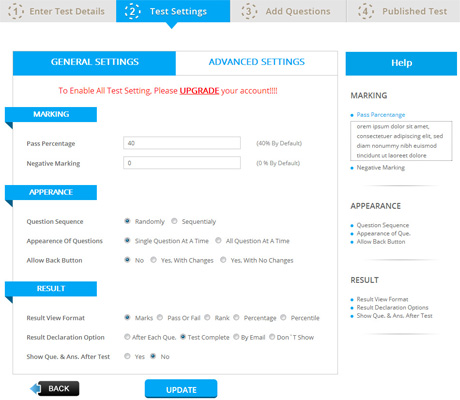 1 Enter Test Details
2 Test Settings
3 Add Questions
4 Published Test
GENERAL SETTINGS
ADVANCED SETTINGS
To Enable All Test Setting, Please UPGRADE your account!!!!
MARKING
Pass Percentage 40 (40% By Default)
Negative Marking 0 (0 % By Default)
APPERANCE
Question Sequence Randomly Sequentialy
Appearance Of Questions Single Question At A Time All Question At A Time
Allow Back Button No Yes, With Changes Yes, With No Changes
RESULT
Result View Format Marks Pass Or Fail Rank Percentage Percentile
Result Declaration Option After Each Que. Test Complete By Email Don`T Show
Show Que. & Ans. After Test Yes No
BACK
UPDATE
Help
MARKING
Pass Percentange
orem ipsum dolor sit amet,
consectetuer adipiscing elit, sed
diam nonummy nibh euismod
tincidunt ut laoreet dolore
Negative Marking
APPEARANCE
Question Sequence
Appearance of Que.
Allow Back Button
RESULT
Result View Format
Result Declaration Options
Show Que. & Ans. After Test